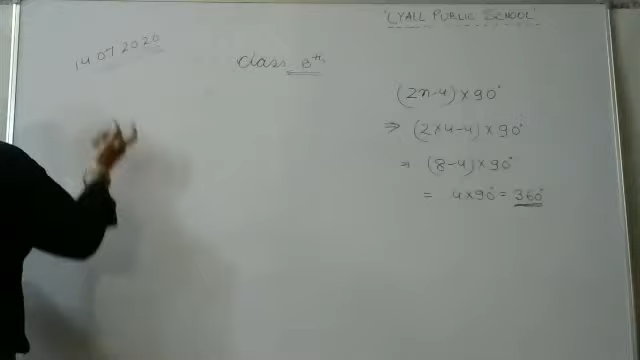 'LYALL PUBLIC SCHOOL'
14.07.2020
Class 8th
(2n-4)×90°
⇒ (2×4-4)×90°
⇒ (8-4)×90°
= 4×90° = 360°